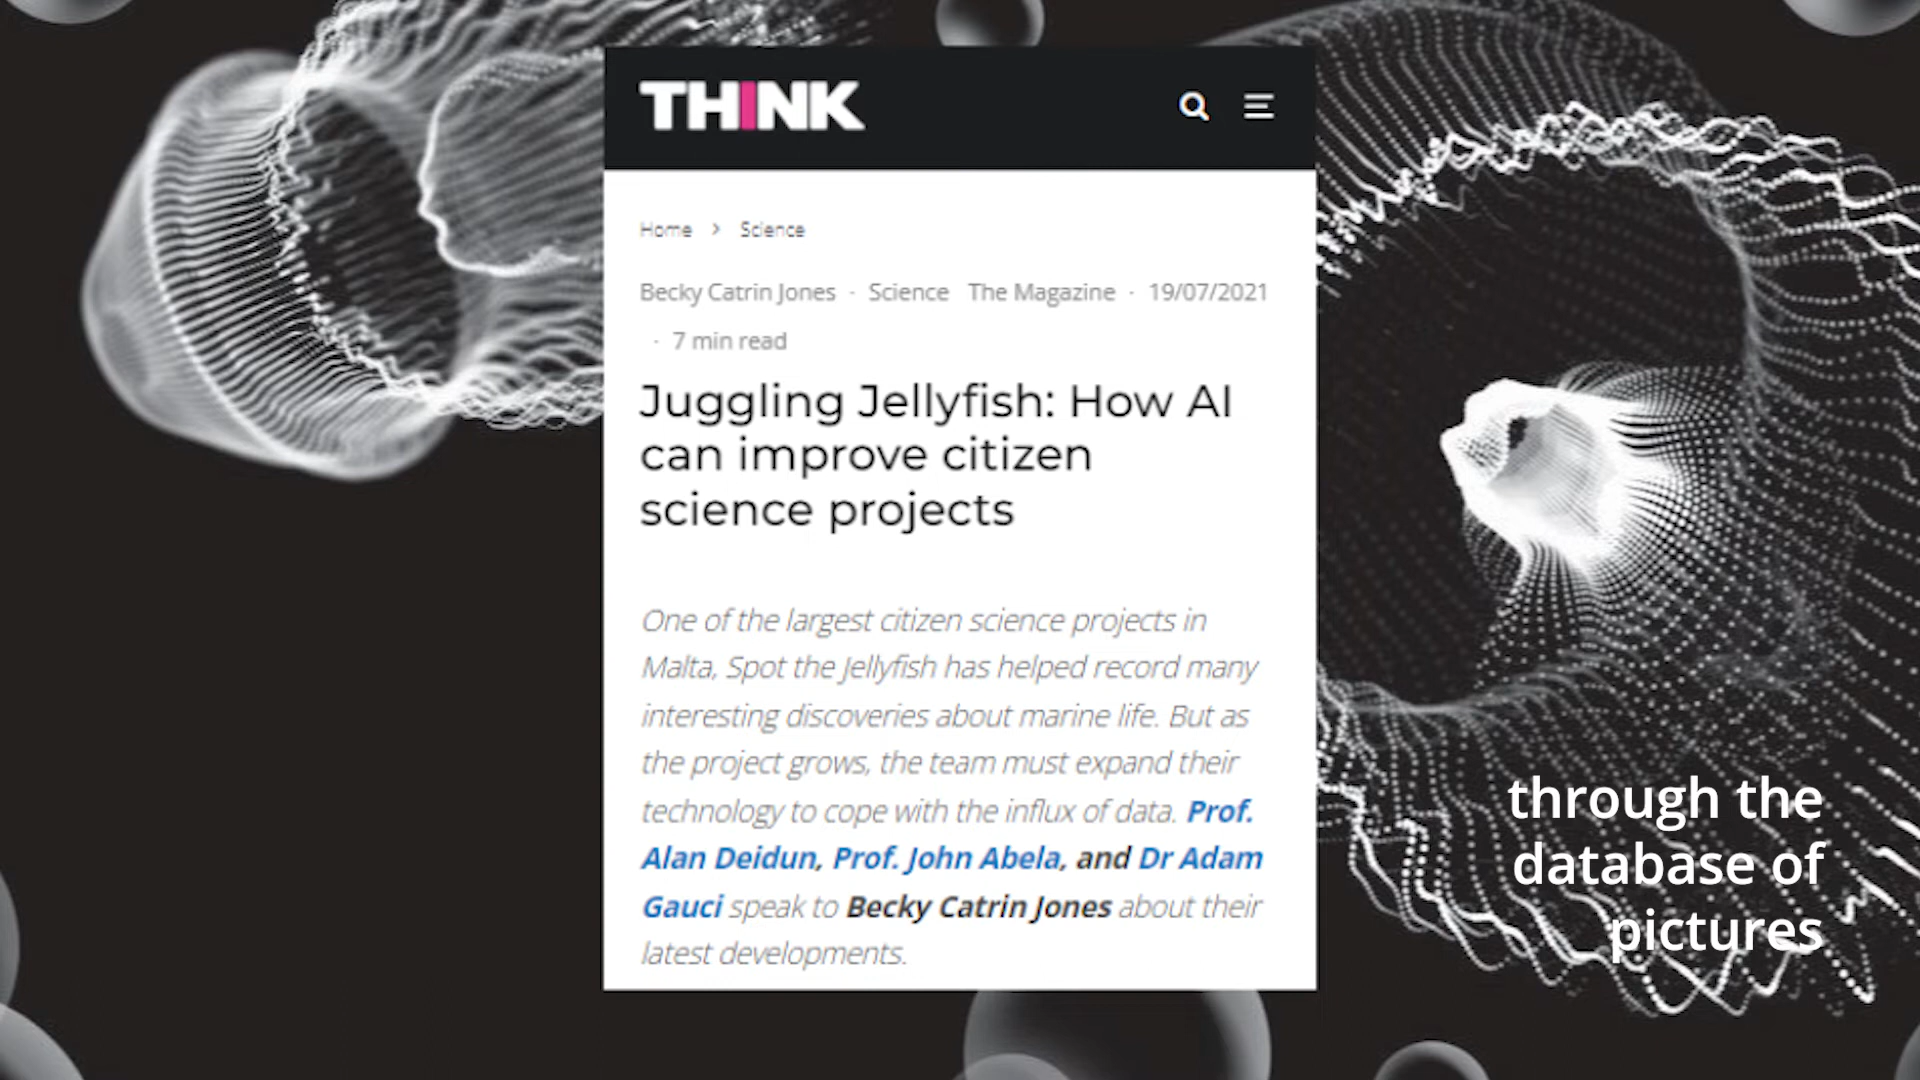 THINK
Home > Science
Becky Catrin Jones · Science The Magazine · 19/07/2021
· 7 min read
Juggling Jellyfish: How AI
can improve citizen
science projects
One of the largest citizen science projects in
Malta, Spot the Jellyfish has helped record many
interesting discoveries about marine life. But as
the project grows, the team must expand their
technology to cope with the influx of data. Prof.
Alan Deidun, Prof. John Abela, and Dr Adam
Gauci speak to Becky Catrin Jones about their
latest developments.
through the
database of
pictures